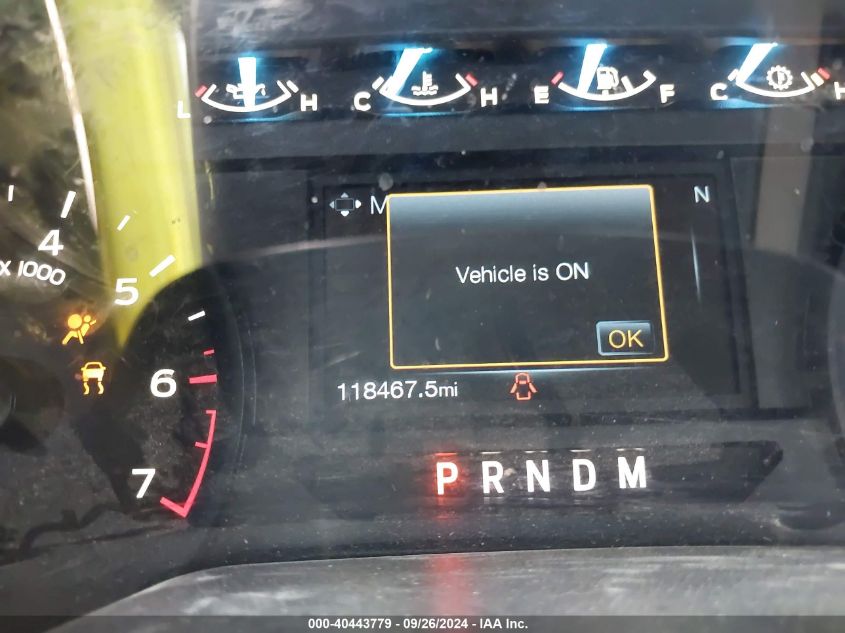 L H C H E F C H
M N
4
X 1000
5
Vehicle is ON
OK
6
118467.5mi
7
P R N D M
000-40443779 - 09/26/2024 - IAA Inc.